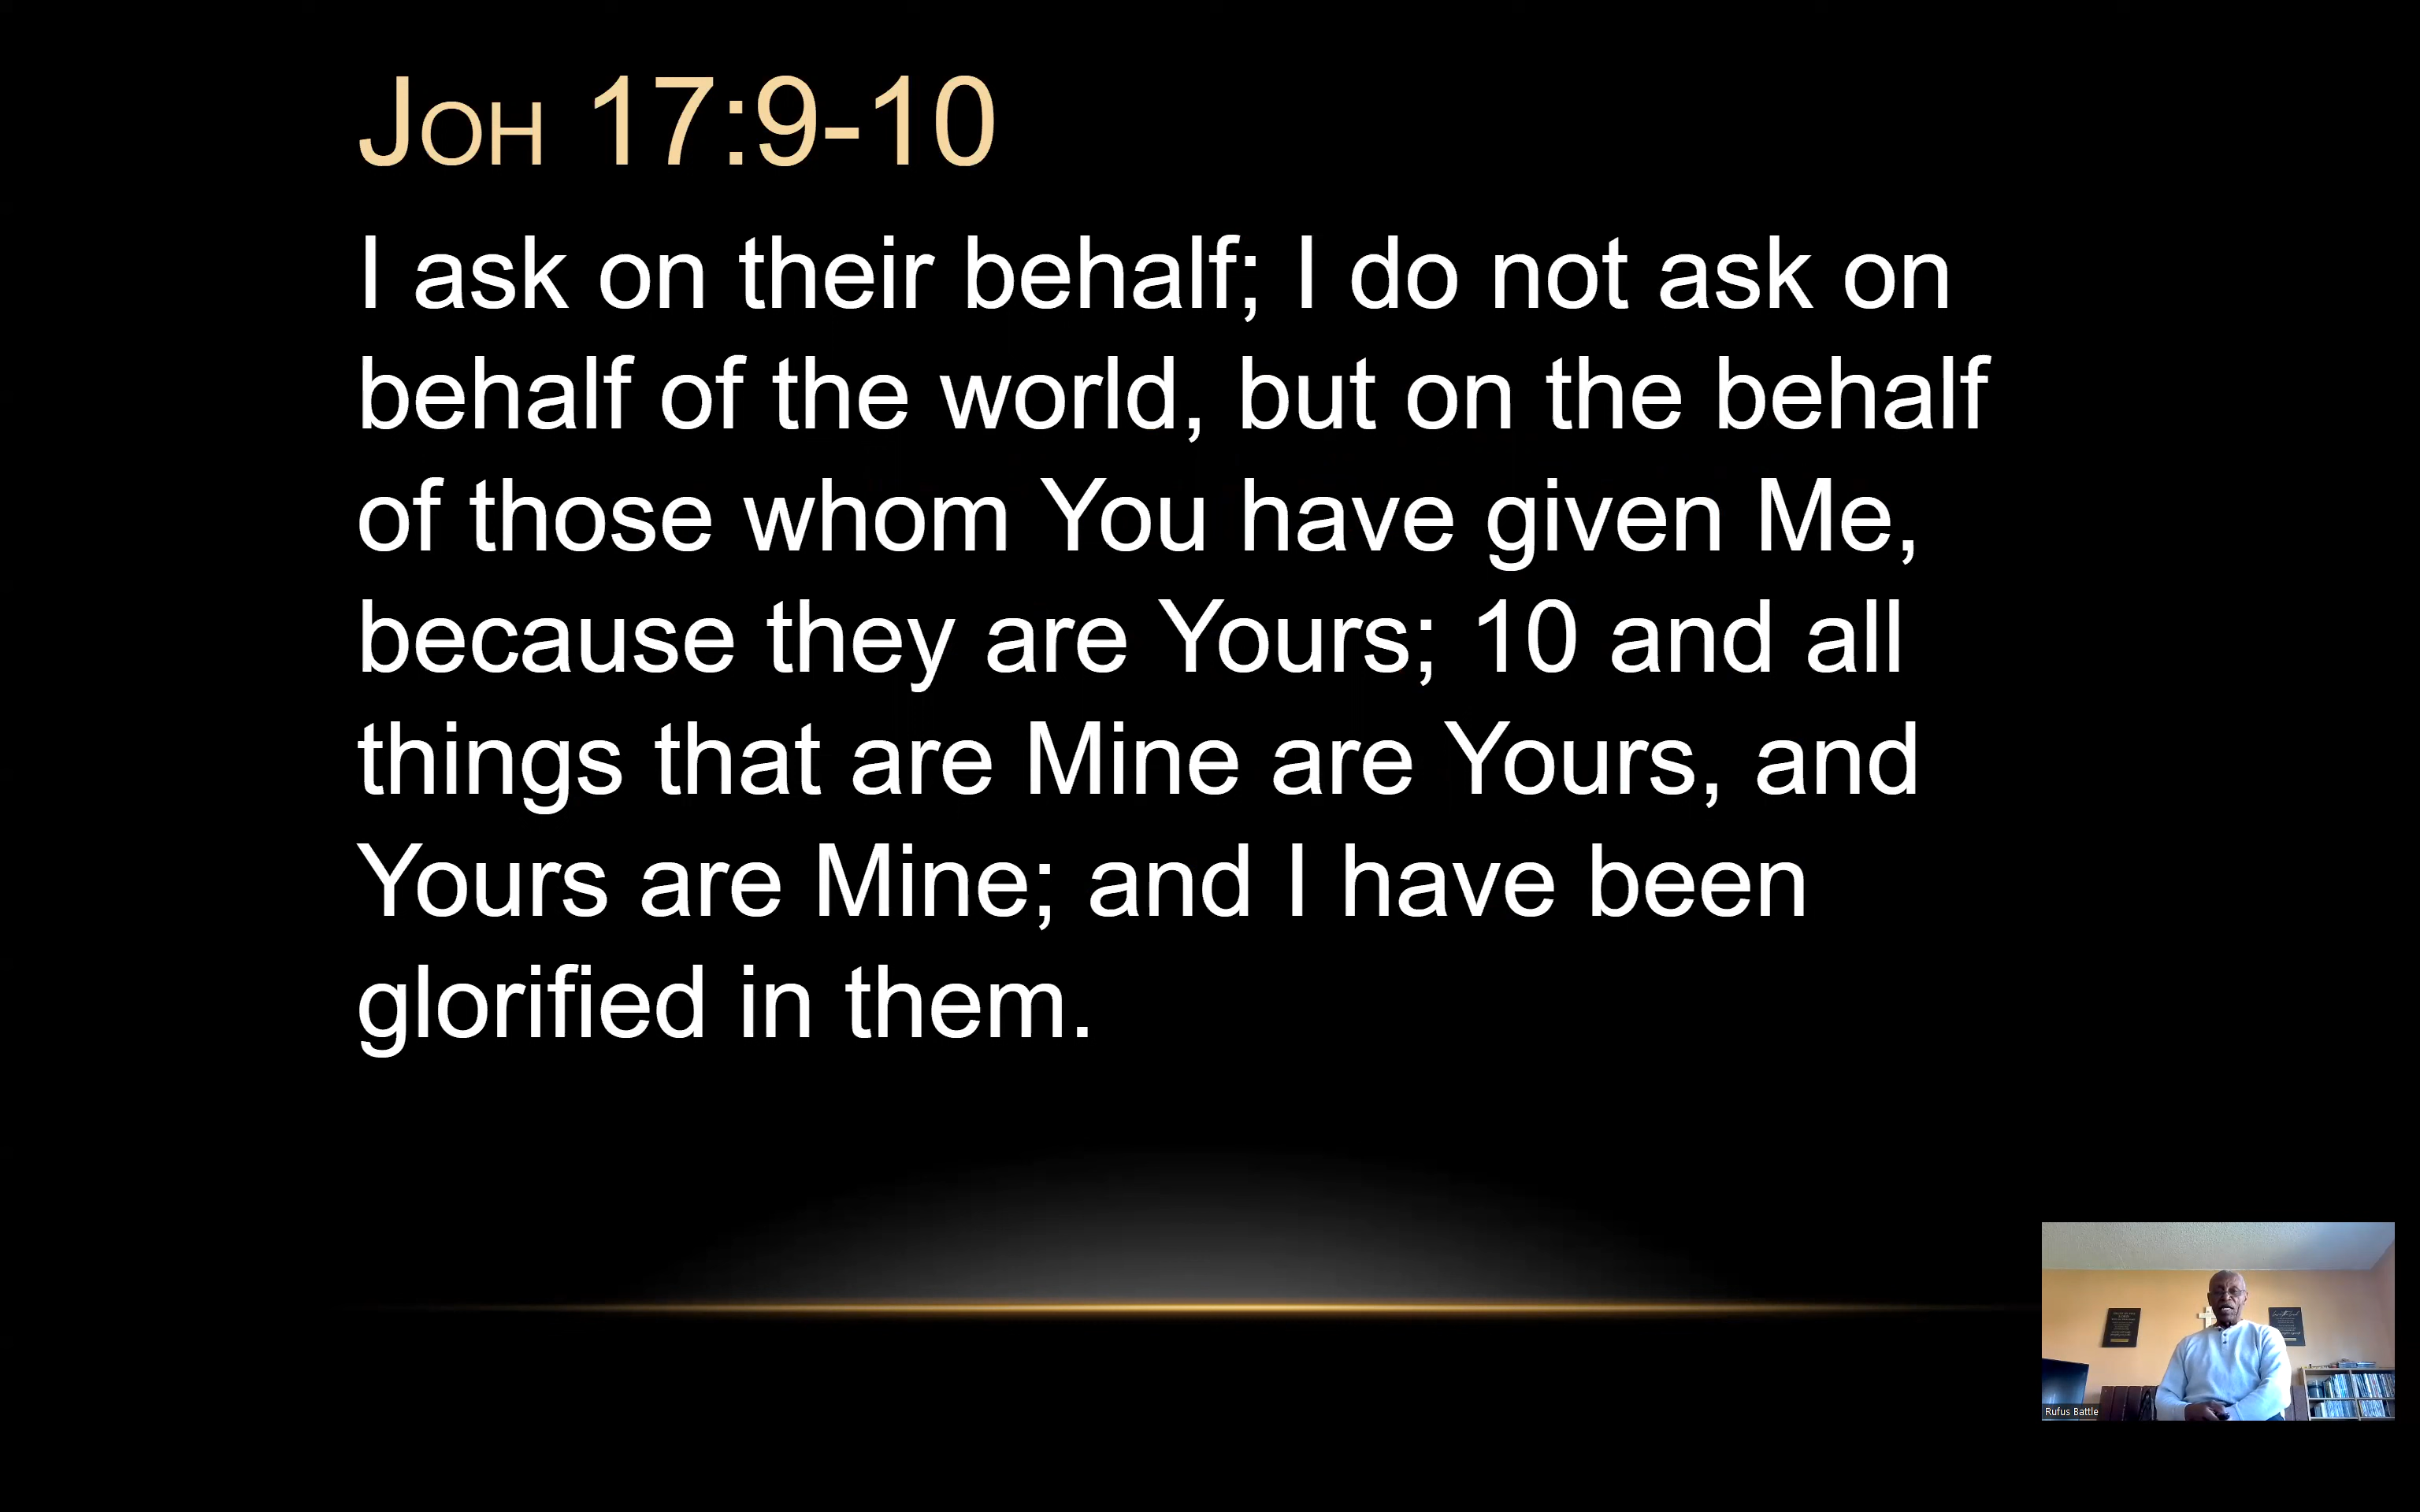 Joh 17:9-10
I ask on their behalf; I do not ask on
behalf of the world, but on the behalf
of those whom You have given Me,
because they are Yours; 10 and all
things that are Mine are Yours, and
Yours are Mine; and I have been
glorified in them.
Rufus Battle